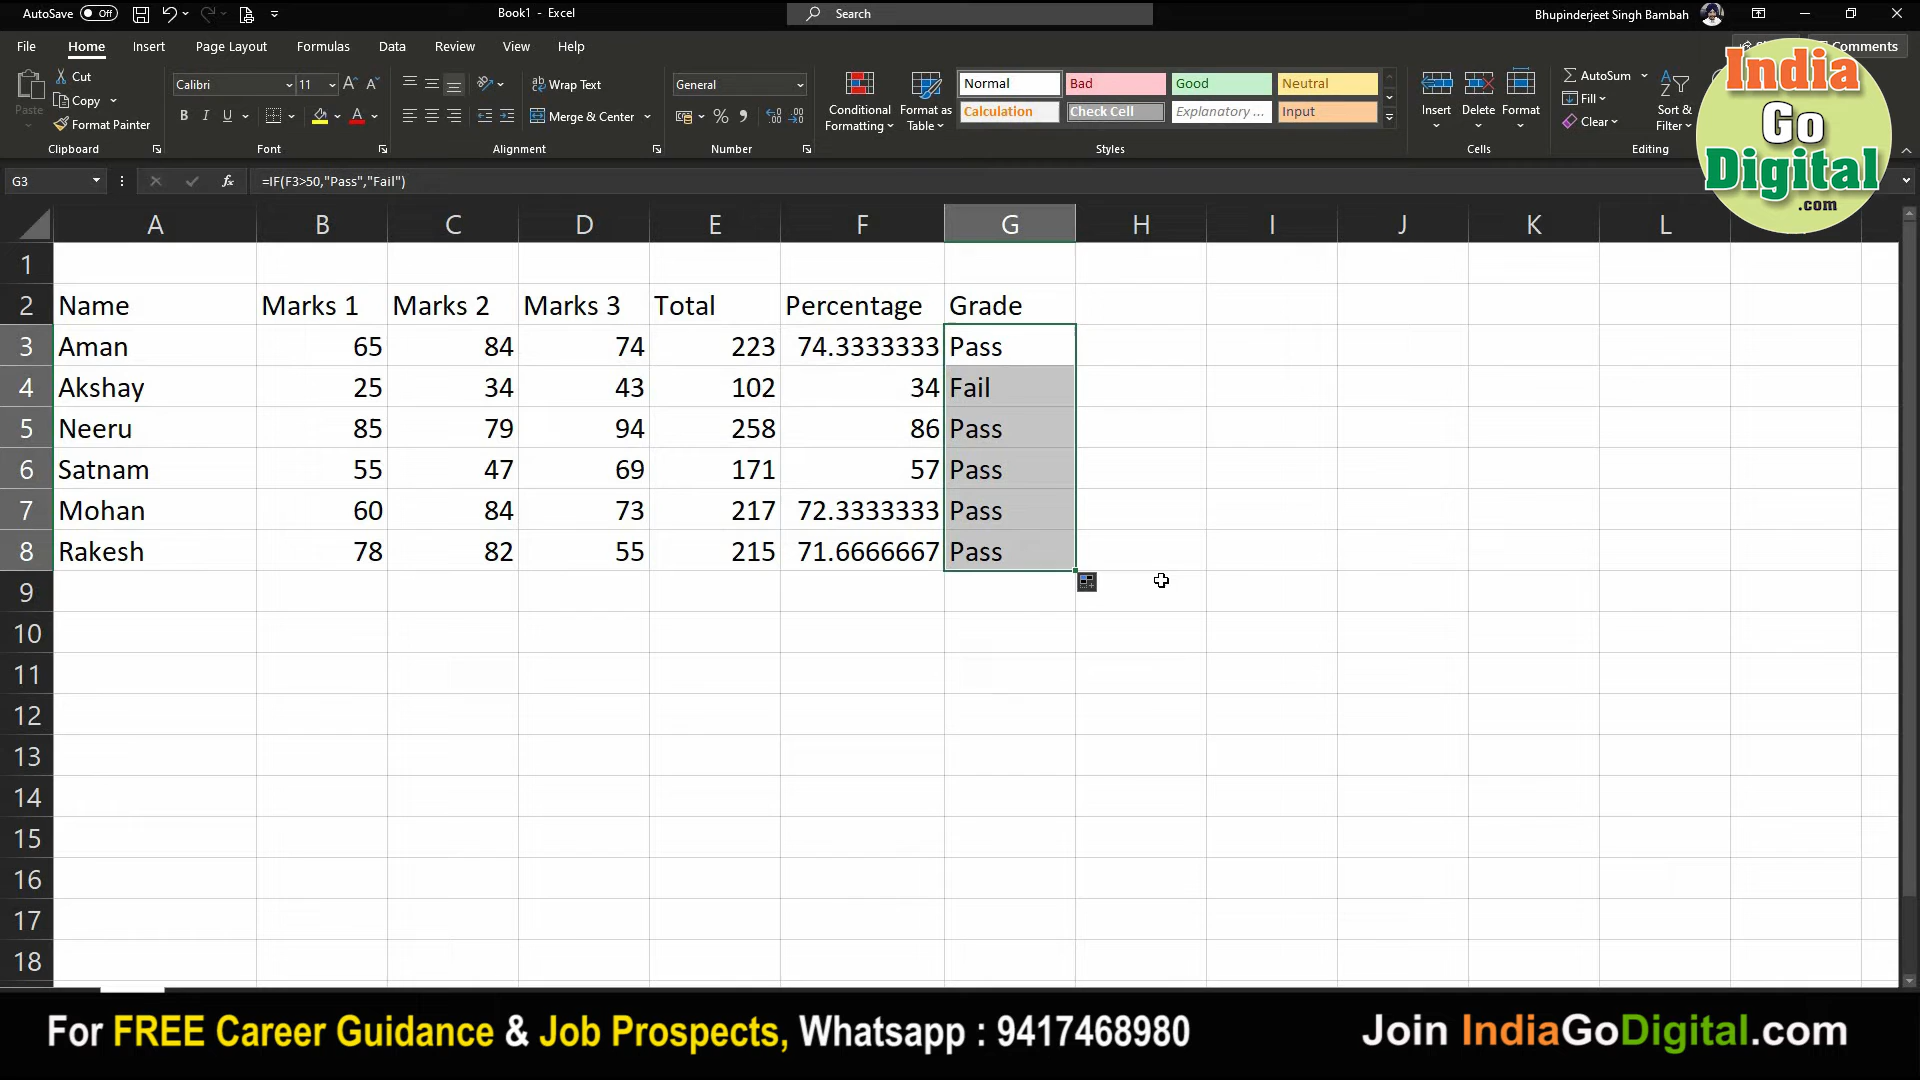 AutoSave Off Book1 - Excel Search Bhupinderjeet Singh Bambah
File Home Insert Page Layout Formulas Data Review View Help Comments
Paste Cut Copy Format Painter Clipboard
Calibri 11 B I U A Font
Wrap Text Merge & Center Alignment
General % Number
Conditional Formatting Format as Table
Normal Bad Good Neutral
Calculation Check Cell Explanatory ... Input
Styles
Insert Delete Format Cells
AutoSum Fill Clear Sort & Filter Editing
India
Go
Digital
.com
G3 fx =IF(F3>50,"Pass","Fail")
A B C D E F G H I J K L
1
2 Name Marks 1 Marks 2 Marks 3 Total Percentage Grade
3 Aman 65 84 74 223 74.3333333 Pass
4 Akshay 25 34 43 102 34 Fail
5 Neeru 85 79 94 258 86 Pass
6 Satnam 55 47 69 171 57 Pass
7 Mohan 60 84 73 217 72.3333333 Pass
8 Rakesh 78 82 55 215 71.6666667 Pass
9
10
11
12
13
14
15
16
17
18
For FREE Career Guidance & Job Prospects, Whatsapp : 9417468980 Join IndiaGoDigital.com